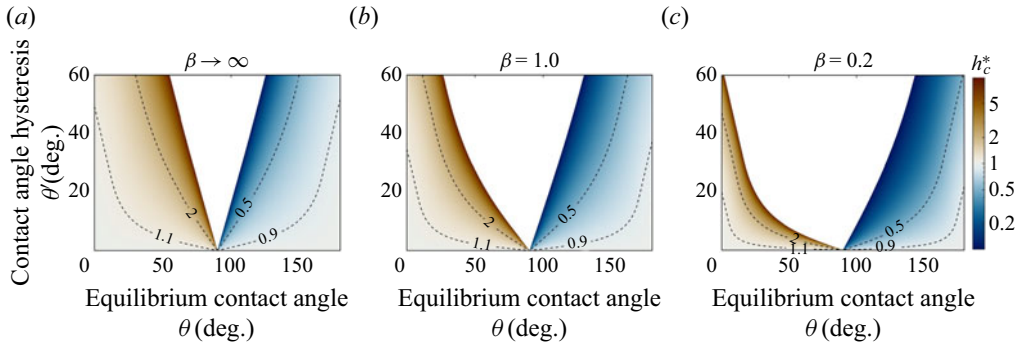 (a)
(b)
(c)
β → ∞
β = 1.0
β = 0.2
h*c
Contact angle hysteresis
θ′(deg.)
60
40
20
0
50
100
150
2
0.5
1.1
0.9
60
40
20
0
50
100
150
2
0.5
1.1
0.9
60
40
20
0
50
100
150
2
0.5
1.1
0.9
5
2
1
0.5
0.2
Equilibrium contact angle
θ (deg.)
Equilibrium contact angle
θ (deg.)
Equilibrium contact angle
θ (deg.)